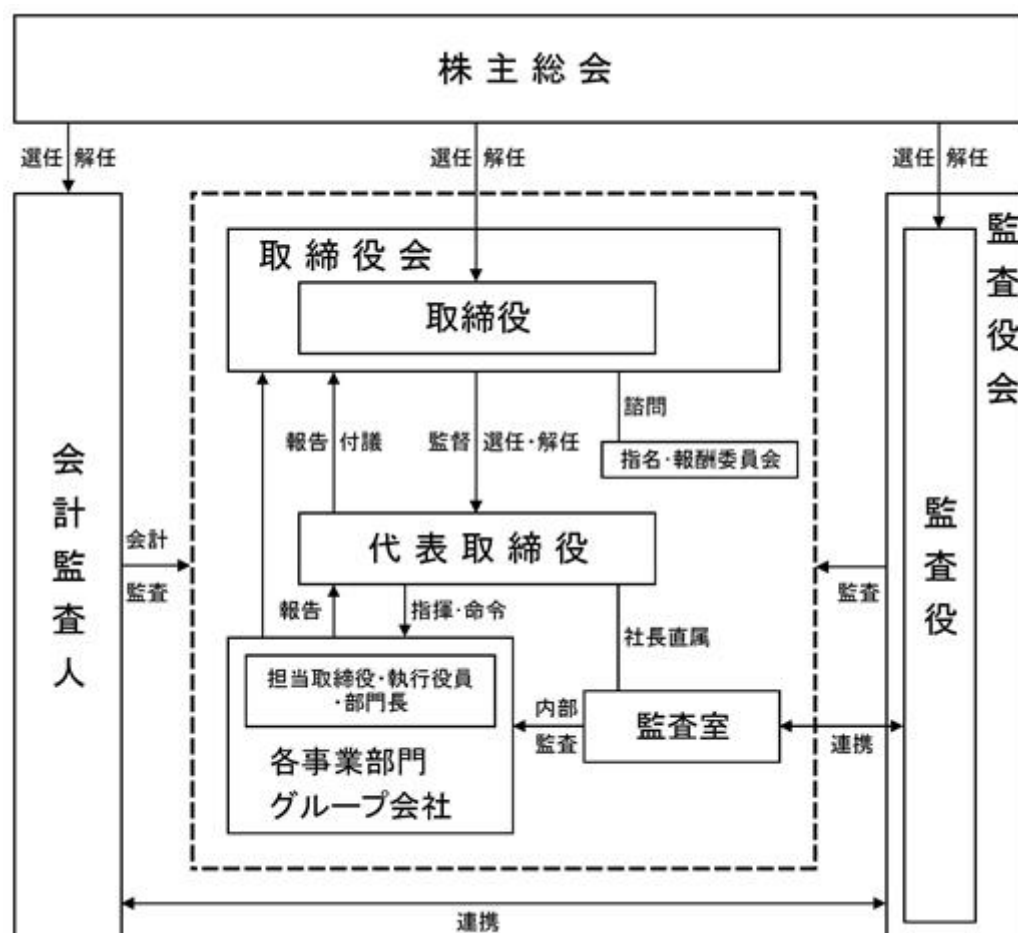 株主総会
選任 解任
選任 解任
選任 解任
取締役会
取締役
監査役会
監査役
会計監査人
諮問
指名・報酬委員会
報告 付議
監督 選任・解任
代表取締役
会計
監査
監査
報告
指揮・命令
社長直属
担当取締役・執行役員
・部門長
各事業部門
グループ会社
内部
監査
監査室
連携
連携